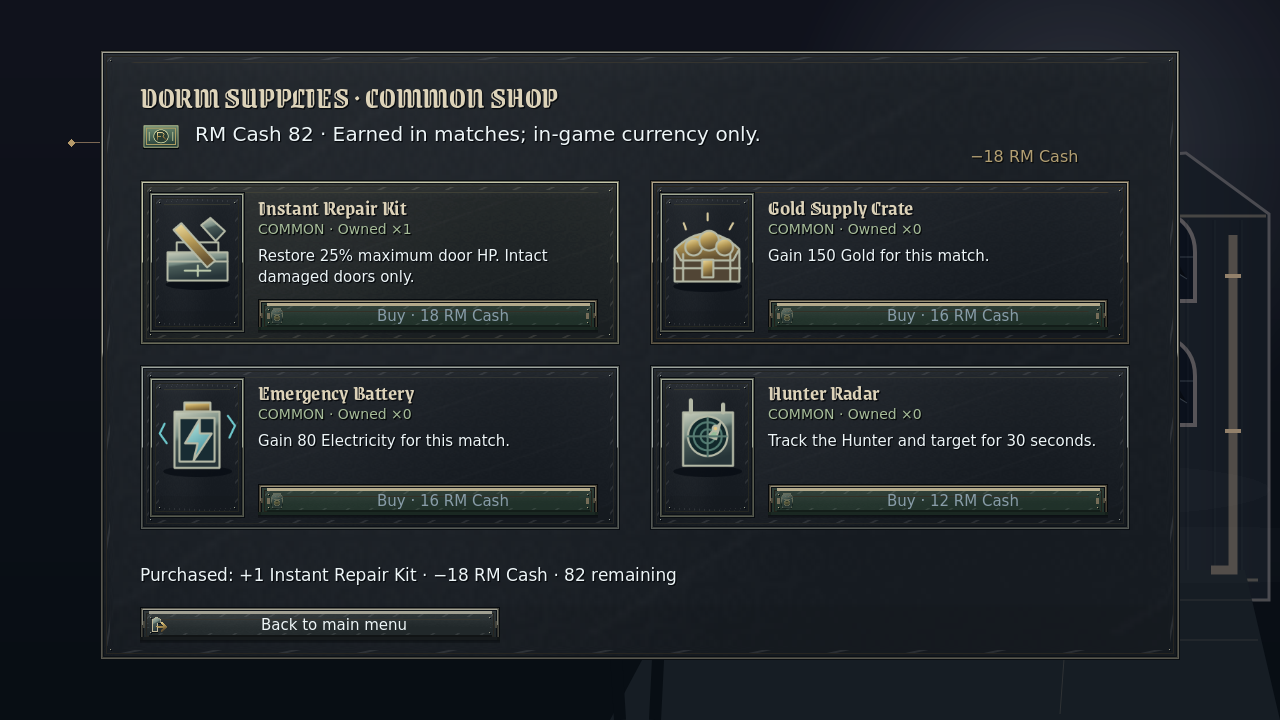 DORM SUPPLIES · COMMON SHOP
RM Cash 82 · Earned in matches; in-game currency only.
−18 RM Cash
Instant Repair Kit
COMMON · Owned ×1
Restore 25% maximum door HP. Intact
damaged doors only.
Buy · 18 RM Cash
Gold Supply Crate
COMMON · Owned ×0
Gain 150 Gold for this match.
Buy · 16 RM Cash
Emergency Battery
COMMON · Owned ×0
Gain 80 Electricity for this match.
Buy · 16 RM Cash
Hunter Radar
COMMON · Owned ×0
Track the Hunter and target for 30 seconds.
Buy · 12 RM Cash
Purchased: +1 Instant Repair Kit · −18 RM Cash · 82 remaining
Back to main menu